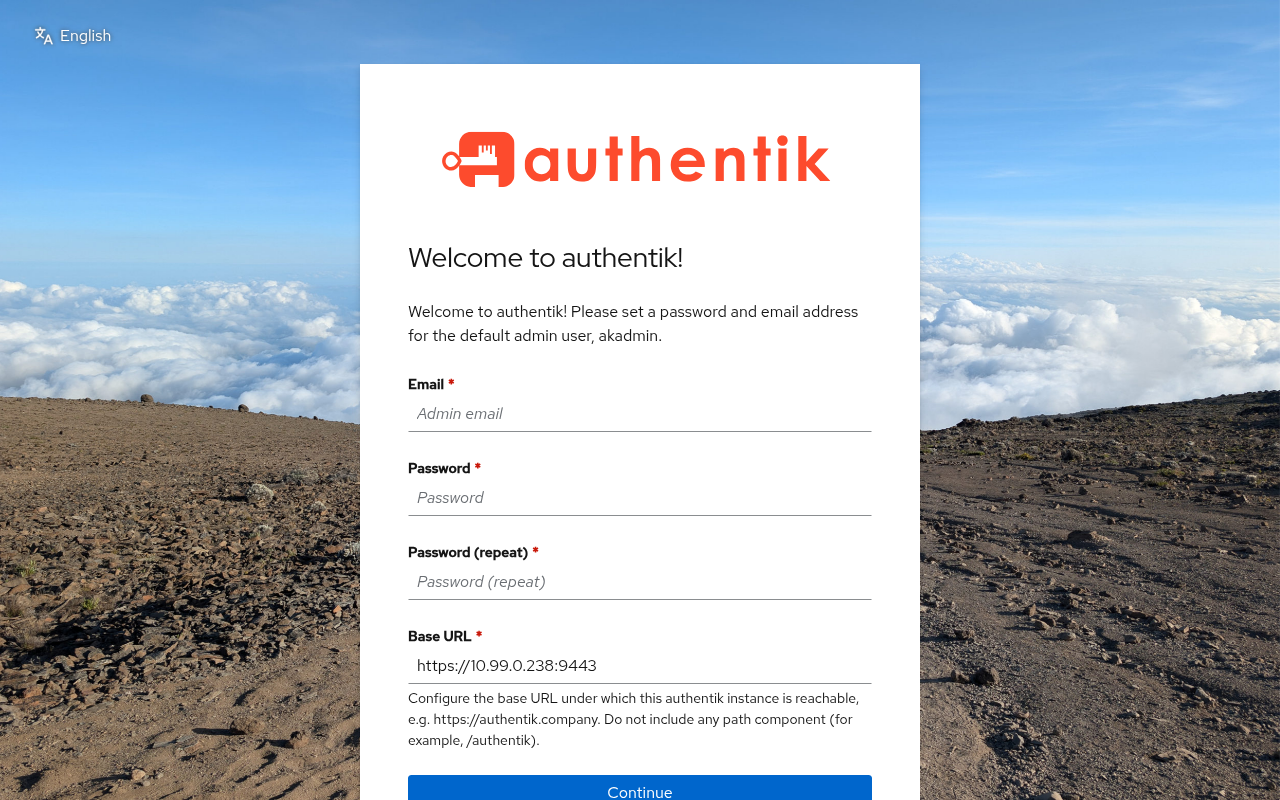 English
authentik
Welcome to authentik!
Welcome to authentik! Please set a password and email address
for the default admin user, akadmin.
Email *
Admin email
Password *
Password
Password (repeat) *
Password (repeat)
Base URL *
https://10.99.0.238:9443
Configure the base URL under which this authentik instance is reachable,
e.g. https://authentik.company. Do not include any path component (for
example, /authentik).
Continue